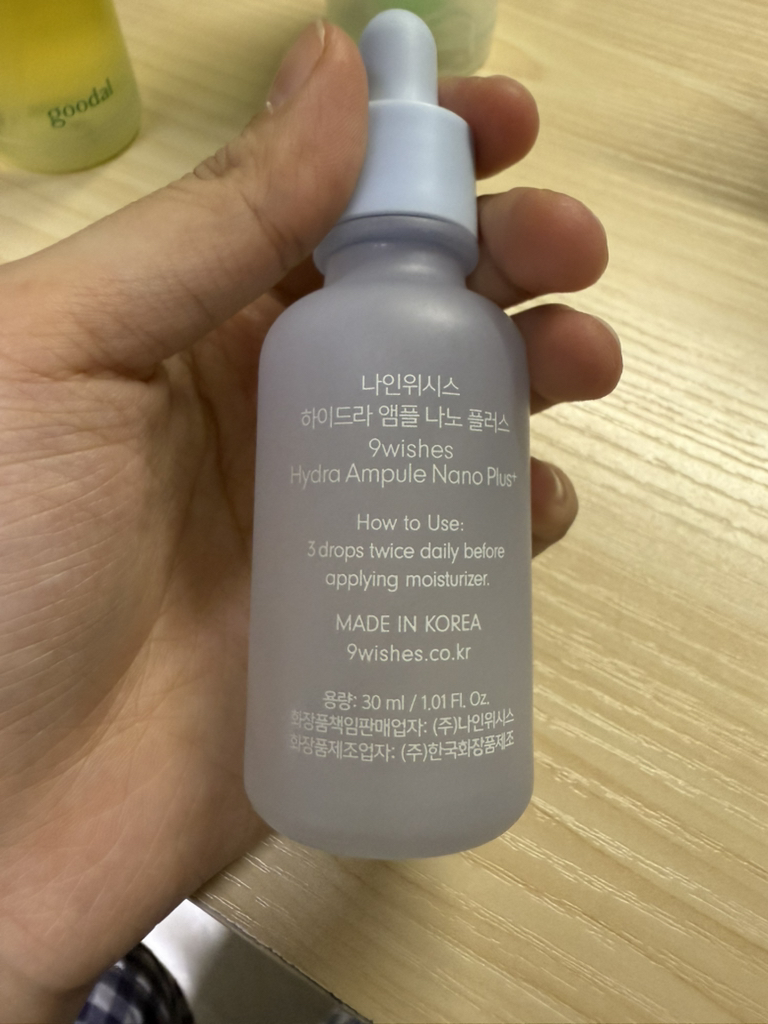 goodal
나인위시스
하이드라 앰플 나노 플러스
9wishes
Hydra Ampule Nano Plus+
How to Use:
3 drops twice daily before
applying moisturizer.
MADE IN KOREA
9wishes.co.kr
용량: 30 ml / 1.01 Fl. Oz.
화장품책임판매업자: (주)나인위시스
화장품제조업자: (주)한국화장품제조